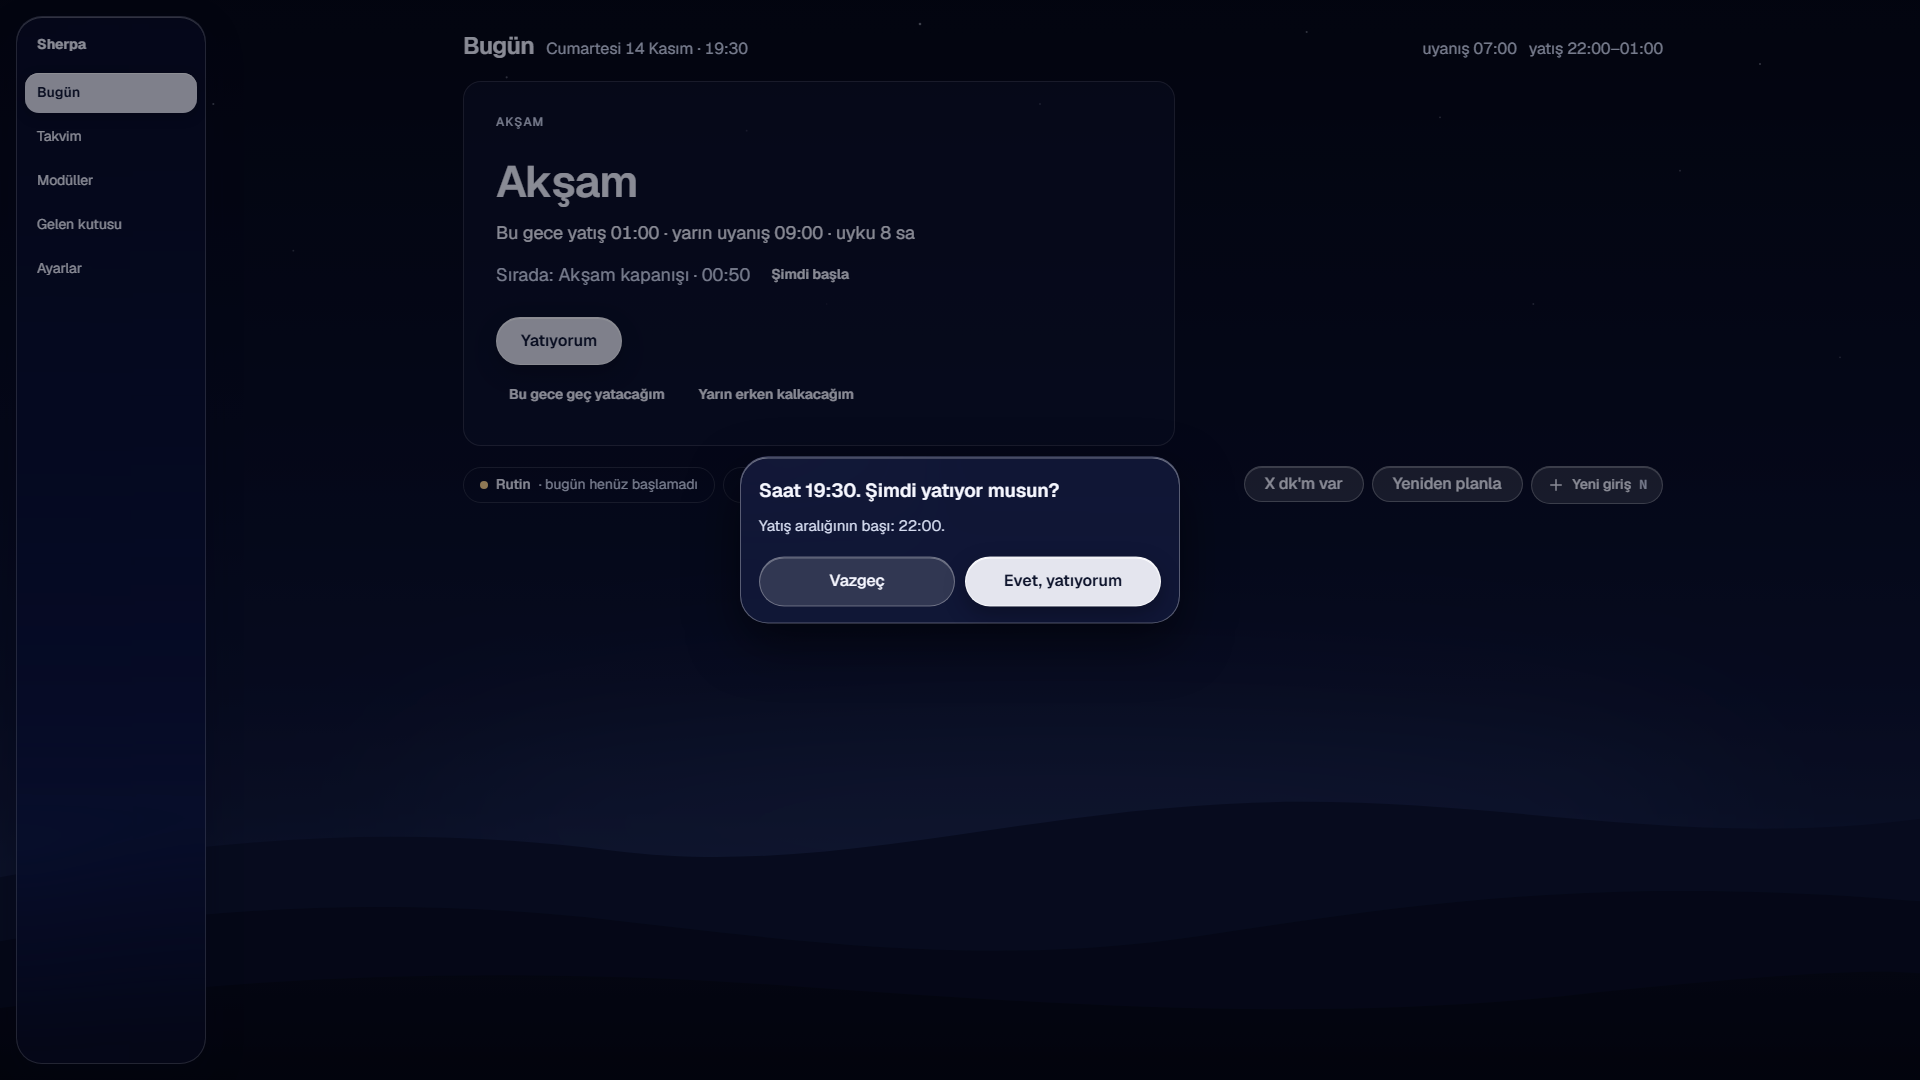 Sherpa
Bugün
Takvim
Modüller
Gelen kutusu
Ayarlar
Bugün Cumartesi 14 Kasım · 19:30
uyanış 07:00 yatış 22:00–01:00
AKŞAM
Akşam
Bu gece yatış 01:00 · yarın uyanış 09:00 · uyku 8 sa
Sırada: Akşam kapanışı · 00:50 Şimdi başla
Yatıyorum
Bu gece geç yatacağım Yarın erken kalkacağım
Rutin · bugün henüz başlamadı
X dk'm var Yeniden planla + Yeni giriş N
Saat 19:30. Şimdi yatıyor musun?
Yatış aralığının başı: 22:00.
Vazgeç Evet, yatıyorum